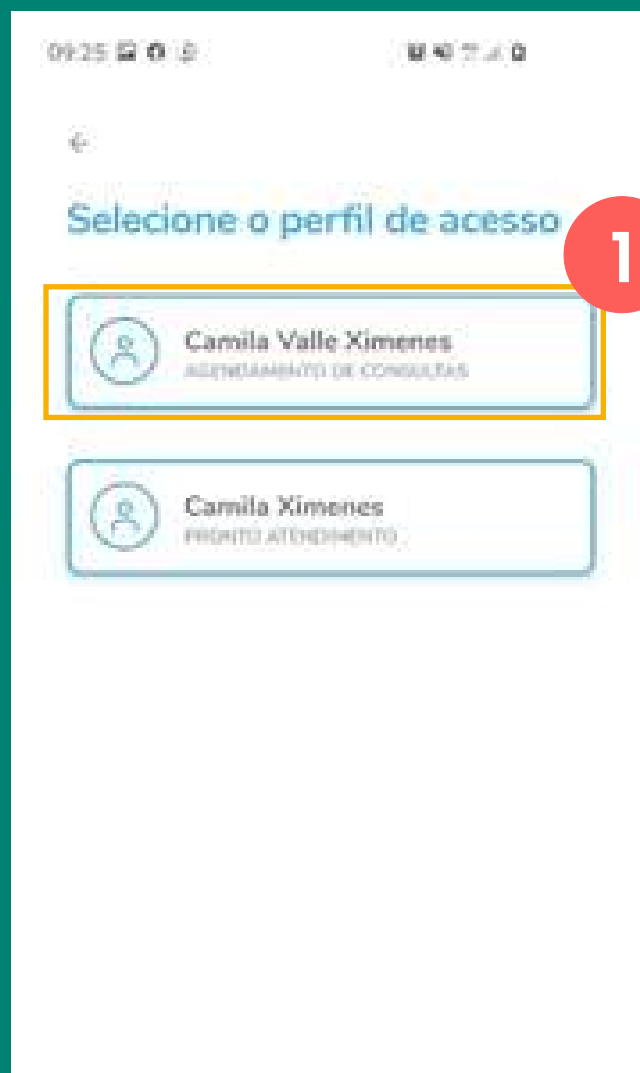 09:25
Selecione o perfil de acesso
1
Camila Valle Ximenes
AGENDAMENTO DE CONSULTAS
Camila Ximenes
PRONTO ATENDIMENTO